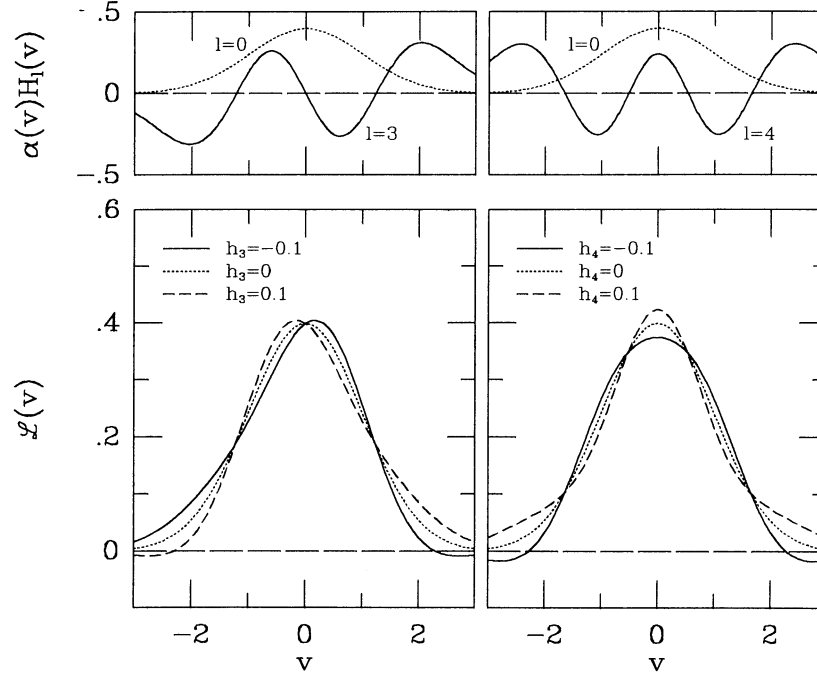 α(v)H₁(v)
.5
0
-.5
l=0
l=3
l=0
l=4
ℒ(v)
.6
.4
.2
0
h₃=-0.1
h₃=0
h₃=0.1
h₄=-0.1
h₄=0
h₄=0.1
-2 0 2
-2 0 2
v
v